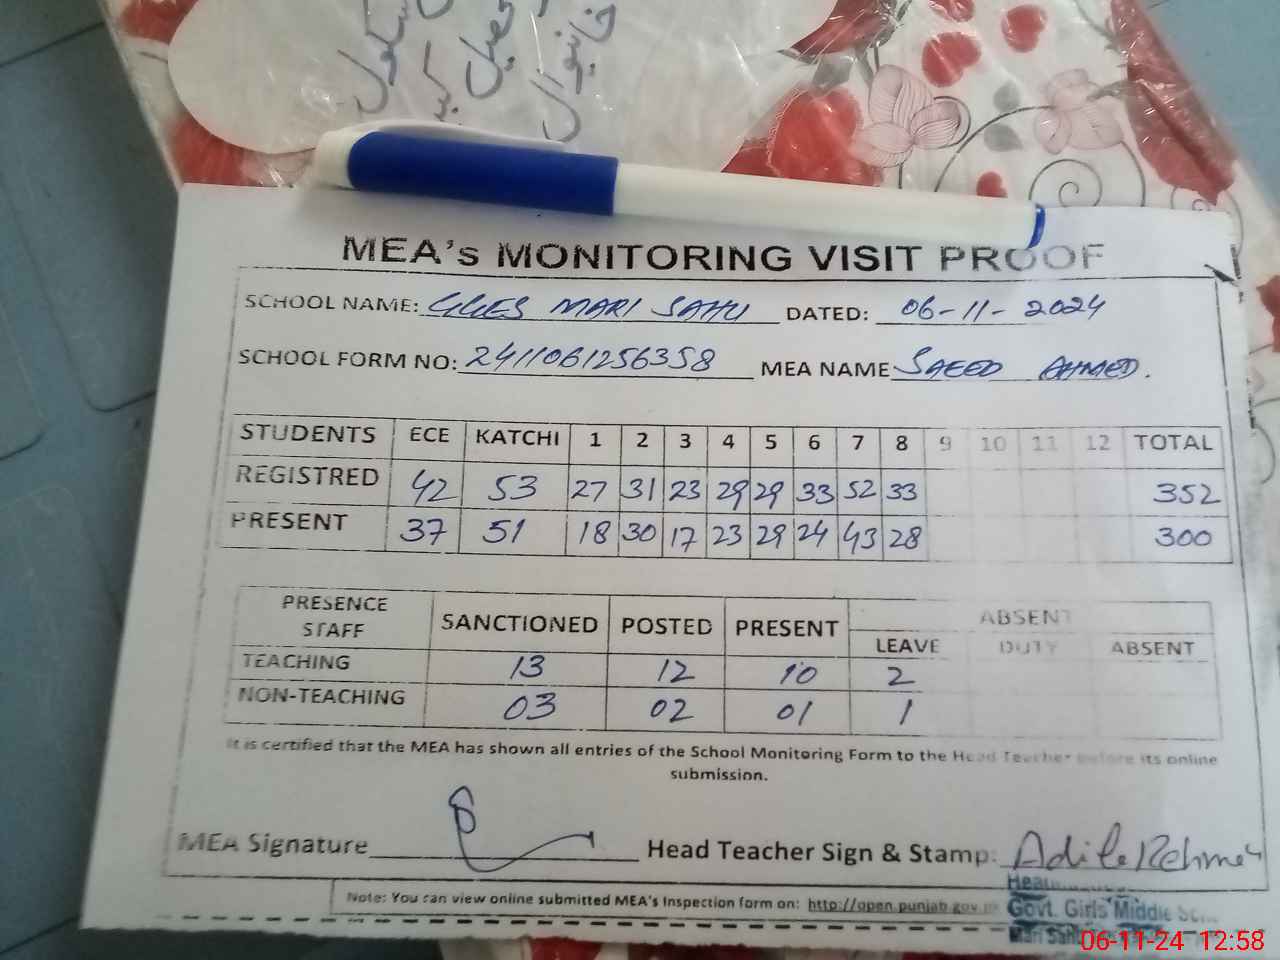 سکول
خانیوال
MEA's MONITORING VISIT PROOF
SCHOOL NAME: GGES MARI SAHU DATED: 06-11-2024
SCHOOL FORM NO: 2411061256358 MEA NAME SAEED AHMED.
STUDENTS ECE KATCHI 1 2 3 4 5 6 7 8 9 10 11 12 TOTAL
REGISTRED 42 53 27 31 23 29 29 33 52 33 352
PRESENT 37 51 18 30 17 23 29 24 43 28 300
PRESENCE STAFF SANCTIONED POSTED PRESENT ABSENT
LEAVE DUTY ABSENT
TEACHING 13 12 10 2
NON-TEACHING 03 02 01 1
It is certified that the MEA has shown all entries of the School Monitoring Form to the Head Teacher before its online
submission.
MEA Signature Head Teacher Sign & Stamp:
Note: You can view online submitted MEA's Inspection form on: http://open.punjab.gov.p
Govt. Girls Middle
Mari
06-11-24 12:58